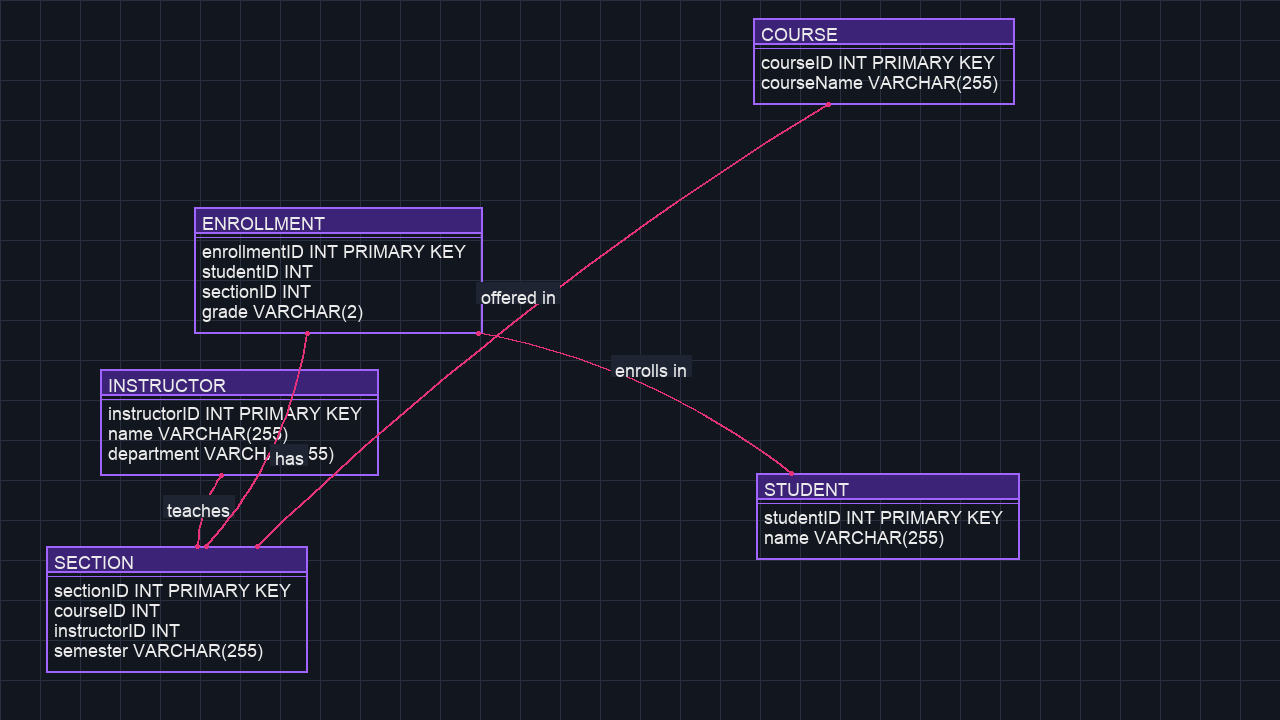 COURSE
courseID INT PRIMARY KEY
courseName VARCHAR(255)
ENROLLMENT
enrollmentID INT PRIMARY KEY
studentID INT
sectionID INT
grade VARCHAR(2)
offered in
enrolls in
INSTRUCTOR
instructorID INT PRIMARY KEY
name VARCHAR(255)
department VARCH 55)
has
teaches
STUDENT
studentID INT PRIMARY KEY
name VARCHAR(255)
SECTION
sectionID INT PRIMARY KEY
courseID INT
instructorID INT
semester VARCHAR(255)